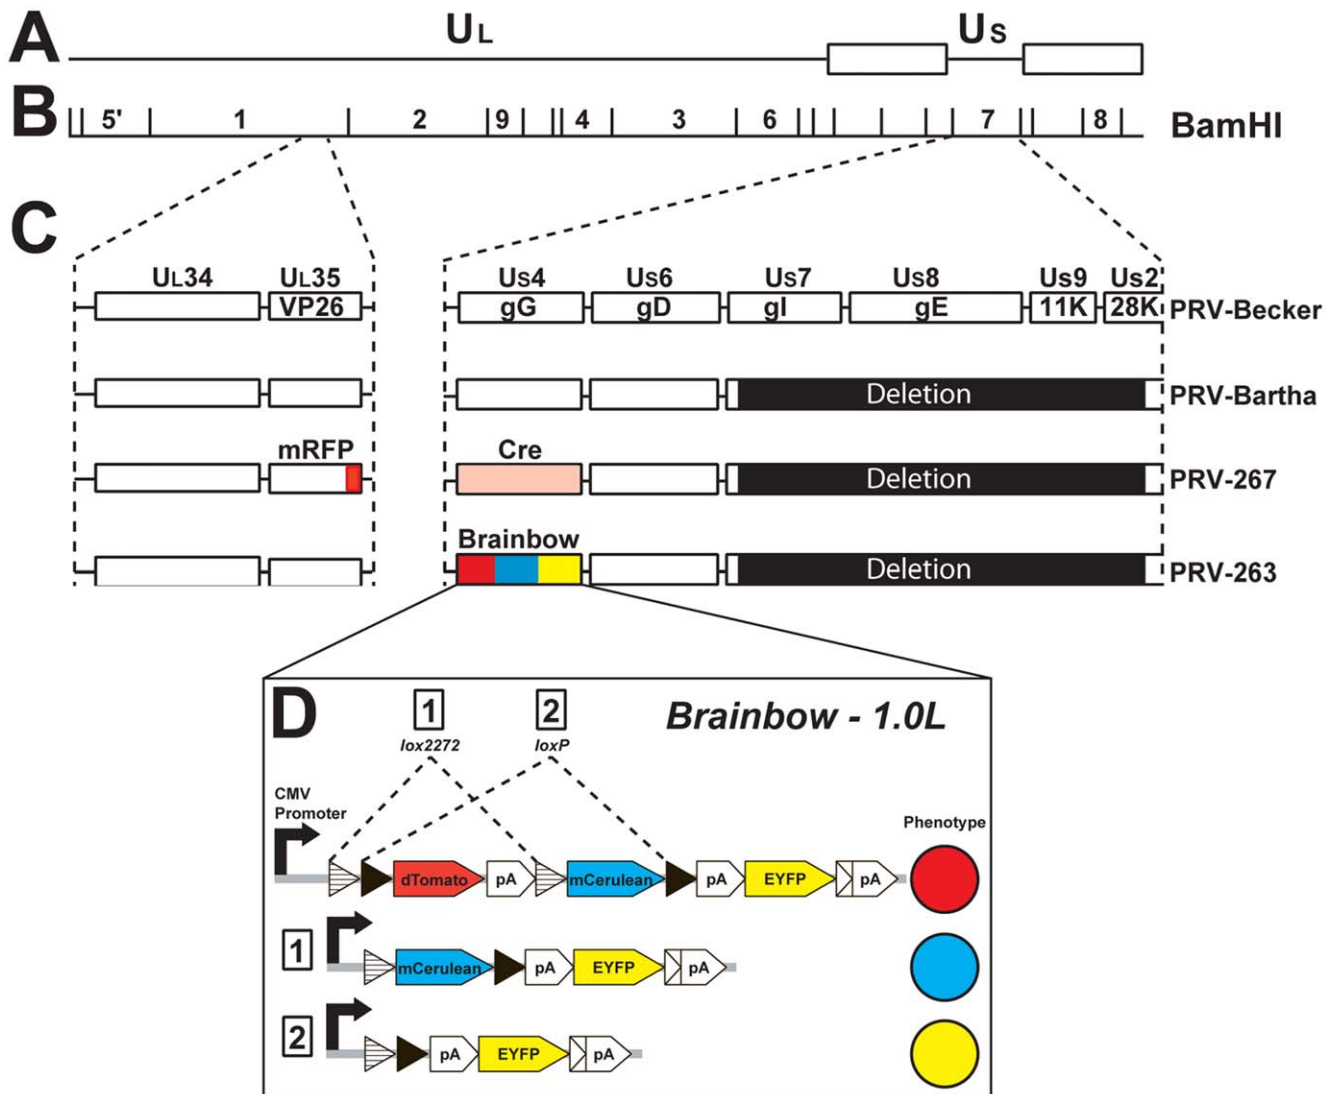 A
UL
US
B
5' 1 2 9 4 3 6 7 8 BamHI
C
UL34 UL35 US4 US6 US7 US8 Us9 Us2
VP26 gG gD gI gE 11K 28K PRV-Becker
Deletion PRV-Bartha
mRFP Cre
Deletion PRV-267
Brainbow
Deletion PRV-263
D
1 2 Brainbow - 1.0L
lox2272 loxP
CMV
Promoter
Phenotype
dTomato pA mCerulean pA EYFP pA
1
mCerulean pA EYFP pA
2
pA EYFP pA